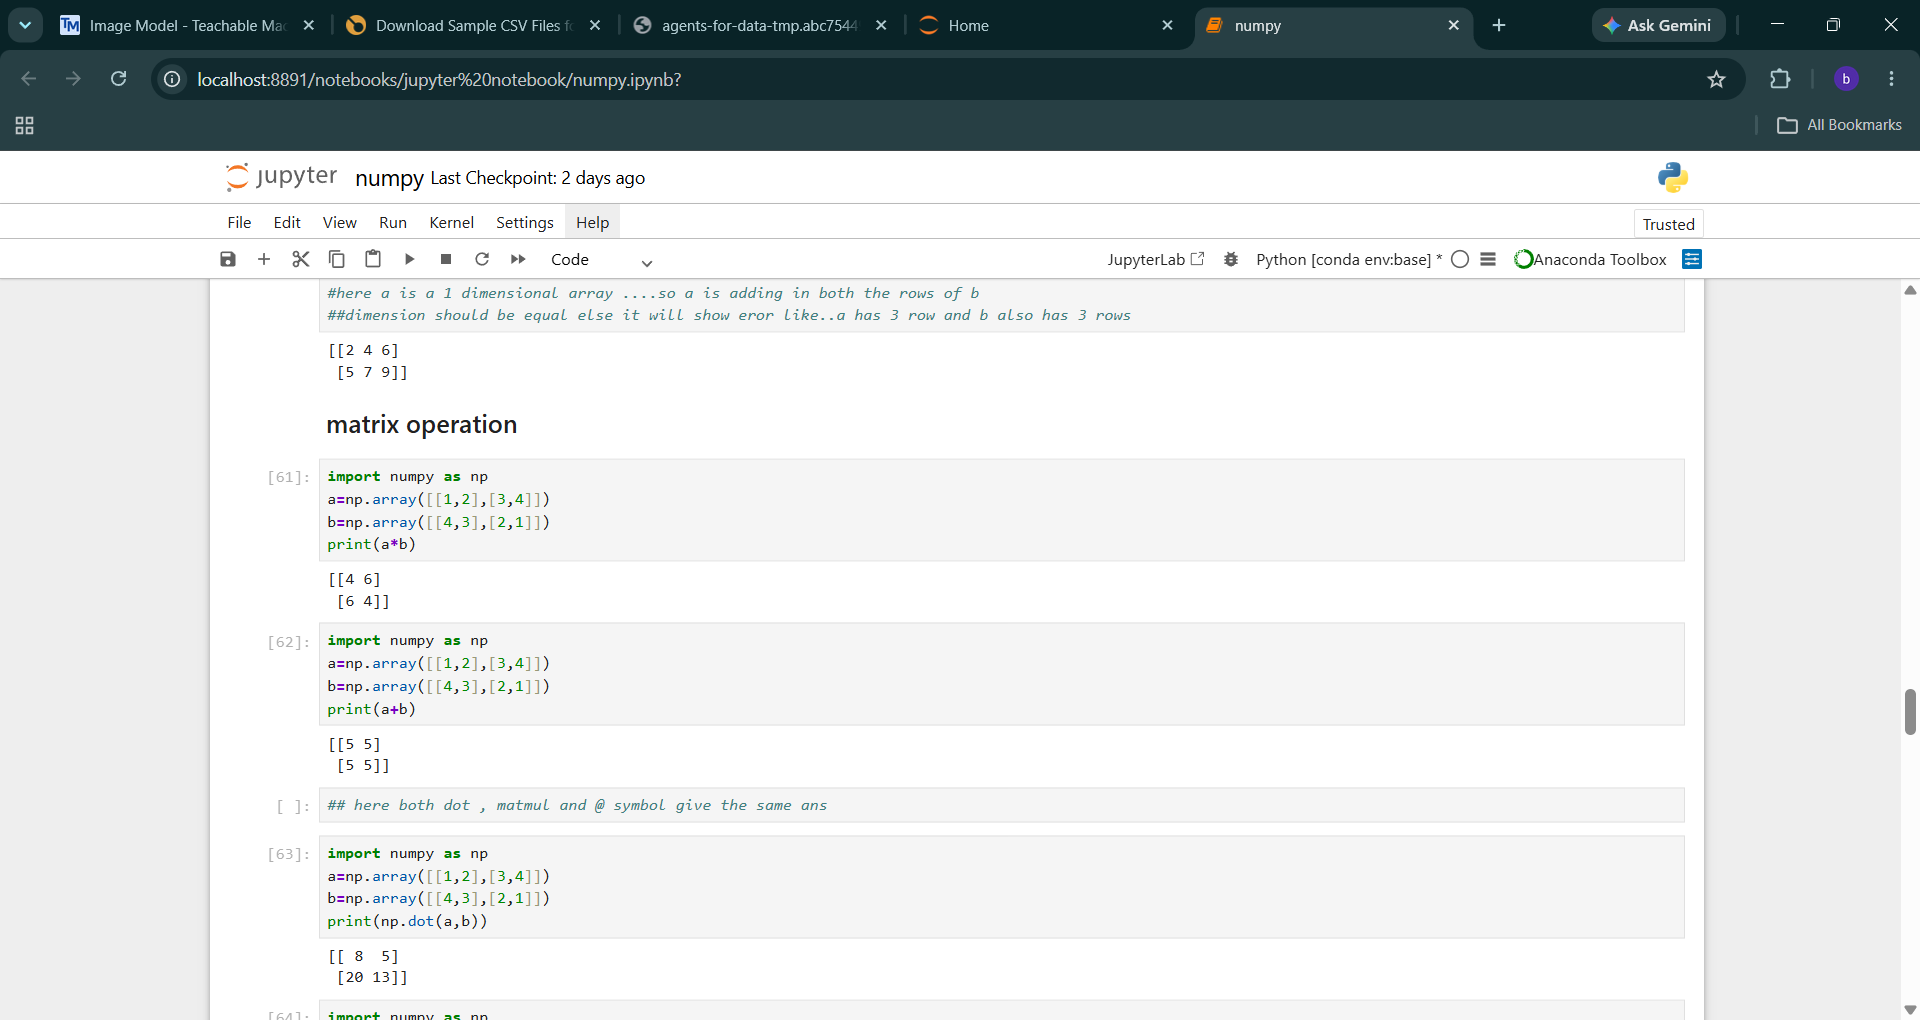 Image Model - Teachable Mac
Download Sample CSV Files fo
agents-for-data-tmp.abc7544
Home
numpy
Ask Gemini
localhost:8891/notebooks/jupyter%20notebook/numpy.ipynb?
b
All Bookmarks
jupyter numpy Last Checkpoint: 2 days ago
File Edit View Run Kernel Settings Help
Trusted
Code
JupyterLab
Python [conda env:base] *
Anaconda Toolbox
#here a is a 1 dimensional array ....so a is adding in both the rows of b
##dimension should be equal else it will show eror like..a has 3 row and b also has 3 rows
[[2 4 6]
[5 7 9]]
matrix operation
[61]: import numpy as np
a=np.array([[1,2],[3,4]])
b=np.array([[4,3],[2,1]])
print(a*b)
[[4 6]
[6 4]]
[62]: import numpy as np
a=np.array([[1,2],[3,4]])
b=np.array([[4,3],[2,1]])
print(a+b)
[[5 5]
[5 5]]
[ ]: ## here both dot , matmul and @ symbol give the same ans
[63]: import numpy as np
a=np.array([[1,2],[3,4]])
b=np.array([[4,3],[2,1]])
print(np.dot(a,b))
[[ 8  5]
[20 13]]
[64]: import numpy as np